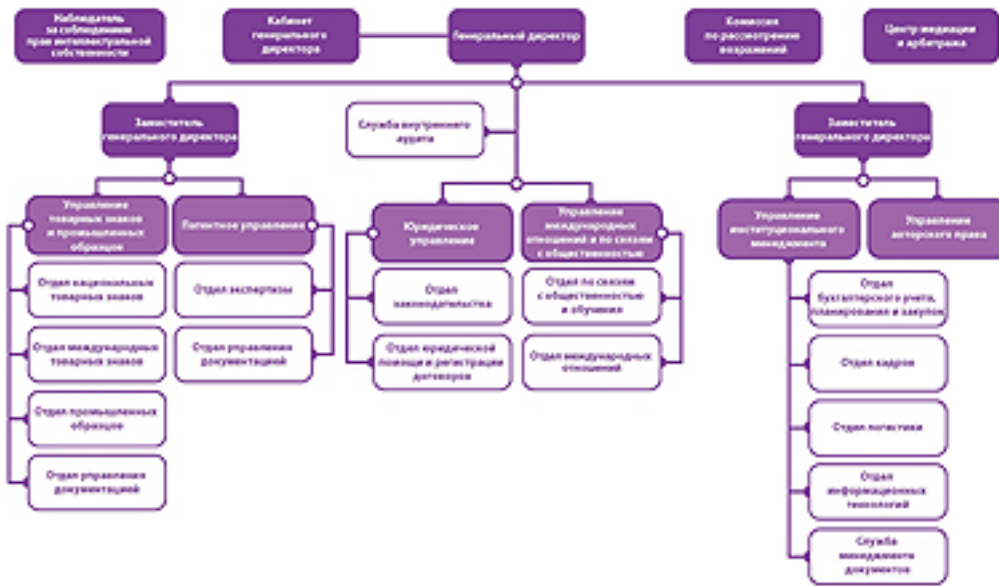 Наблюдатель
за соблюдением
прав интеллектуальной
собственности
Кабинет
генерального
директора
Генеральный директор
Комиссия
по рассмотрению
возражений
Центр медиации
и арбитража
Заместитель
генерального директора
Служба внутреннего
аудита
Заместитель
генерального директора
Управление
товарных знаков
и промышленных
образцов
Патентное управление
Юридическое
управление
Управление
международных
отношений и по связям
с общественностью
Управление
институционального
менеджмента
Управление
авторского права
Отдел национальных
товарных знаков
Отдел экспертизы
Отдел
законодательства
Отдел по связям
с общественностью
и обучения
Отдел
бухгалтерского учета,
планирования и закупок
Отдел международных
товарных знаков
Отдел управления
документацией
Отдел юридической
помощи и регистрации
договоров
Отдел международных
отношений
Отдел кадров
Отдел промышленных
образцов
Отдел логистики
Отдел управления
документацией
Отдел
информационных
технологий
Служба
менеджмента
документов